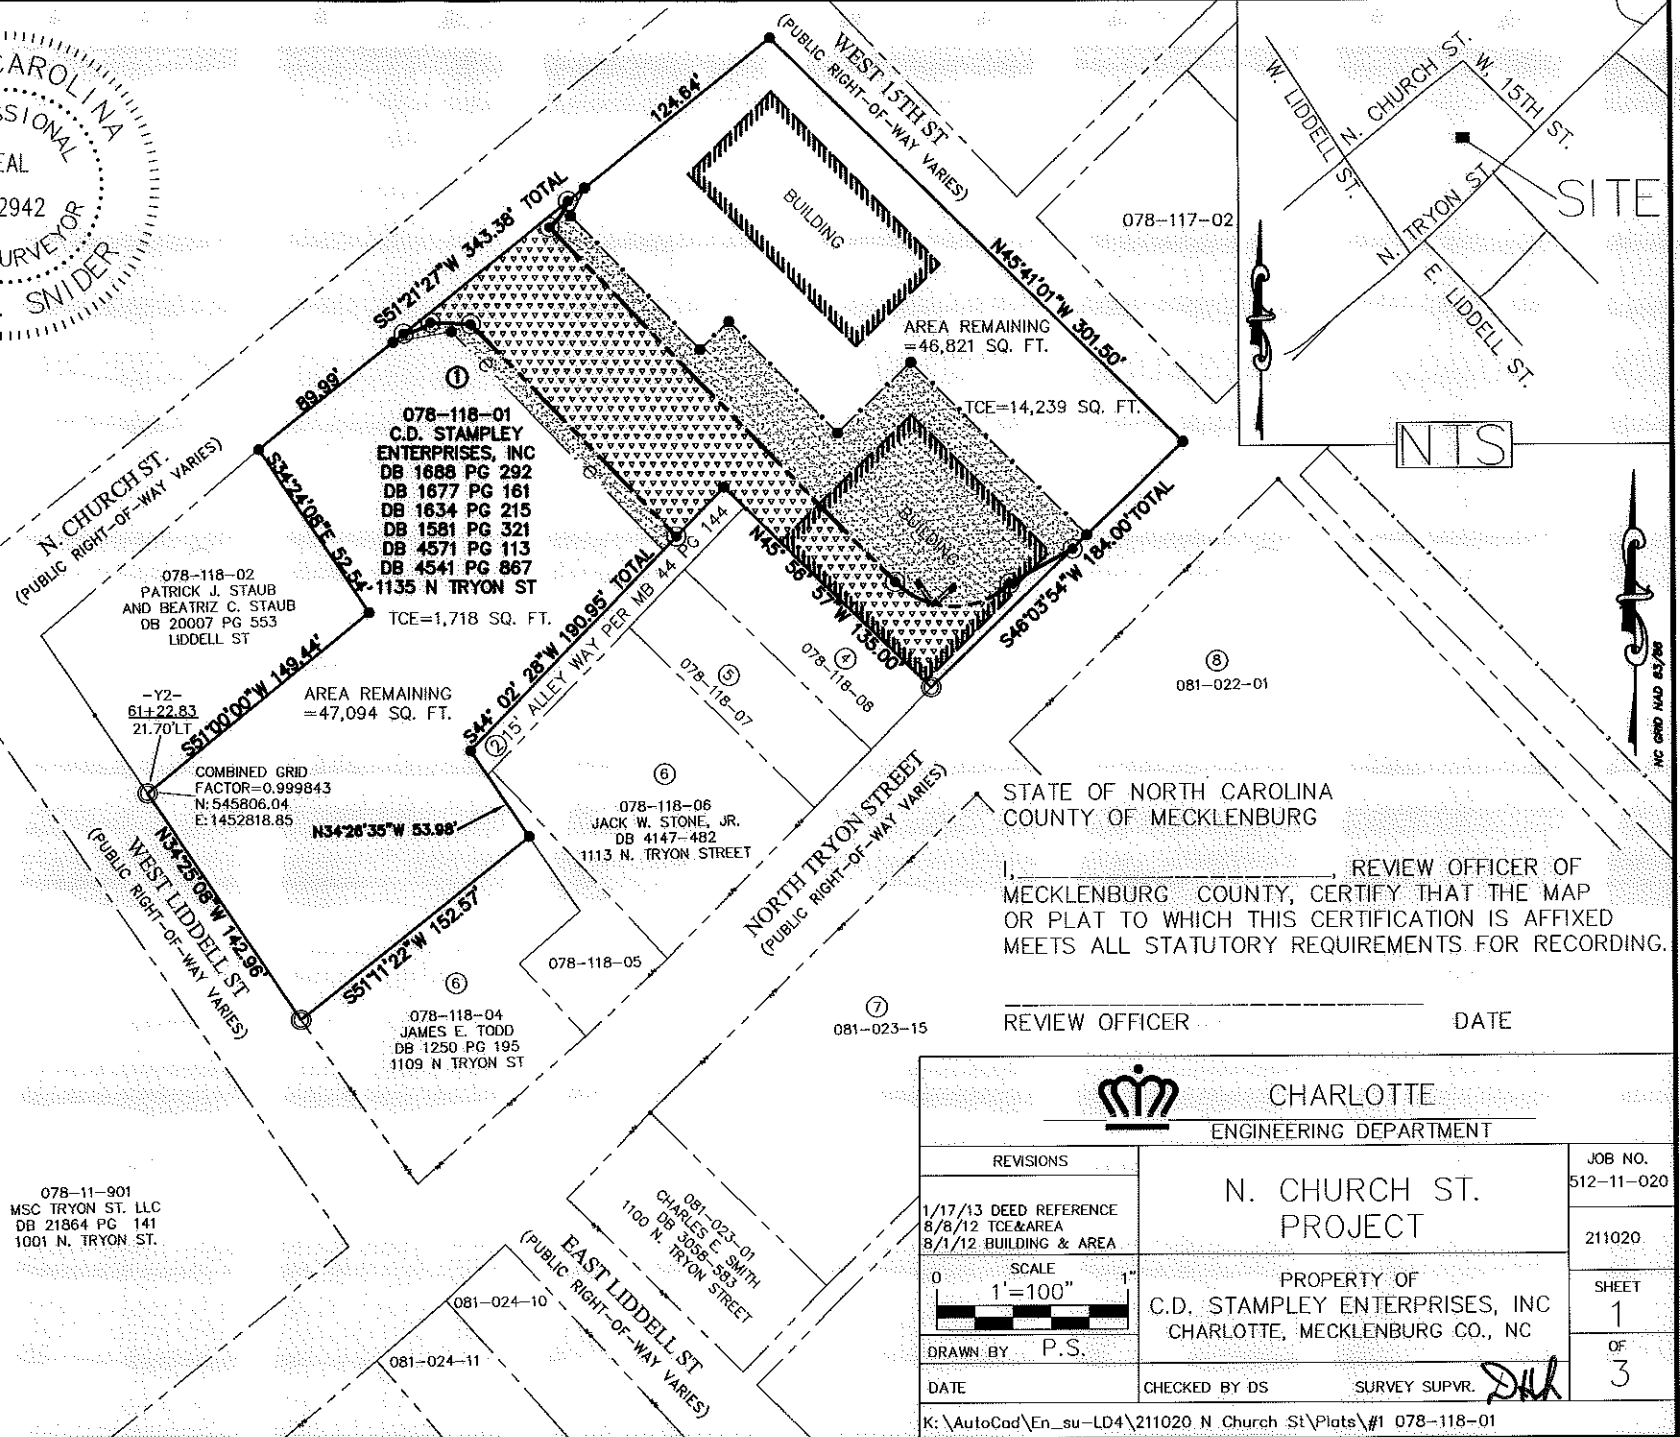 CAROLINA
SSIONAL
EAL
2942
URVEYOR
SNIDER
WEST 15TH ST
(PUBLIC RIGHT-OF-WAY VARIES)
124.64'
BUILDING
078-117-02
N45°41'01"W 301.50'
S51°21'27"W 343.38' TOTAL
AREA REMAINING
=46,821 SQ. FT.
TCE=14,239 SQ. FT.
BUILDING
89.99'
1
078-118-01
C.D. STAMPLEY
ENTERPRISES, INC
DB 1688 PG 292
DB 1677 PG 161
DB 1634 PG 215
DB 1581 PG 321
DB 4571 PG 113
DB 4541 PG 867
1135 N TRYON ST
TCE=1,718 SQ. FT.
N. CHURCH ST.
(PUBLIC RIGHT-OF-WAY VARIES)
S34°24'08"E 52.54'
078-118-02
PATRICK J. STAUB
AND BEATRIZ C. STAUB
DB 20007 PG 553
LIDDELL ST
S51°00'00"W 149.44'
AREA REMAINING
=47,094 SQ. FT.
-Y2-
61+22.83
21.70'LT
COMBINED GRID
FACTOR=0.999843
N: 545806.04
E: 1452818.85
S44° 02' 28"W 190.95' TOTAL
15' ALLEY WAY PER MB 44 PG 144
2
N45° 56' 57"W 135.00'
S46°03'54"W 184.00'TOTAL
4
078-118-08
5
078-118-07
8
081-022-01
N34°26'35"W 53.98'
6
078-118-06
JACK W. STONE, JR.
DB 4147-482
1113 N. TRYON STREET
NORTH TRYON STREET
(PUBLIC RIGHT-OF-WAY VARIES)
N34°25'08"W 142.96'
WEST LIDDELL ST
(PUBLIC RIGHT-OF-WAY VARIES)
S51°11'22"W 152.57'
078-118-05
6
078-118-04
JAMES E. TODD
DB 1250 PG 195
1109 N TRYON ST
7
081-023-15
078-11-901
MSC TRYON ST. LLC
DB 21864 PG 141
1001 N. TRYON ST.
081-023-01
CHARLES E. SMITH
DB 3058-583
1100 N. TRYON STREET
EAST LIDDELL ST
(PUBLIC RIGHT-OF-WAY VARIES)
081-024-10
081-024-11
W. LIDDELL ST.
N. CHURCH ST.
W. 15TH ST.
N. TRYON ST.
E. LIDDELL ST.
SITE
NTS
NC GRID NAD 83/86
STATE OF NORTH CAROLINA
COUNTY OF MECKLENBURG
I,____________________, REVIEW OFFICER OF
MECKLENBURG COUNTY, CERTIFY THAT THE MAP
OR PLAT TO WHICH THIS CERTIFICATION IS AFFIXED
MEETS ALL STATUTORY REQUIREMENTS FOR RECORDING.
REVIEW OFFICER DATE
CHARLOTTE
ENGINEERING DEPARTMENT
REVISIONS
1/17/13 DEED REFERENCE
8/8/12 TCE&AREA
8/1/12 BUILDING & AREA
N. CHURCH ST.
PROJECT
JOB NO.
512-11-020
211020
SCALE
0 1"
1'=100"
PROPERTY OF
C.D. STAMPLEY ENTERPRISES, INC
CHARLOTTE, MECKLENBURG CO., NC
SHEET
1
OF
3
DRAWN BY P.S.
DATE
CHECKED BY DS
SURVEY SUPVR.
K:\AutoCad\En_su-LD4\211020 N Church St\Plats\#1 078-118-01